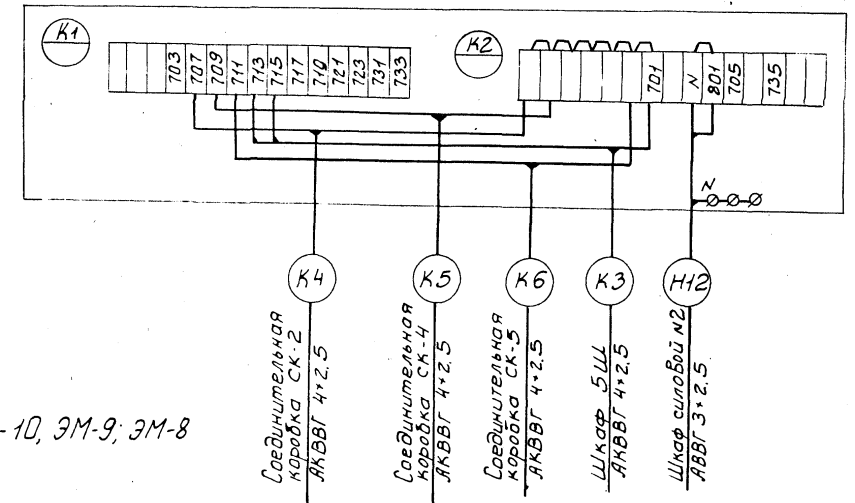 К1
703 707 709 711 713 715 717 719 721 723 731 733
К2
701 N 801 705 735
N
К4
К5
К6
К3
Н12
Соединительная
коробка СК-2
АКВВГ 4*2.5
Соединительная
коробка СК-4
АКВВГ 4*2.5
Соединительная
коробка СК-5
АКВВГ 4*2.5
Шкаф 5Ш
АКВВГ 4*2.5
Шкаф силовой N2
АВВГ 3*2.5
-10, ЭМ-9; ЭМ-8